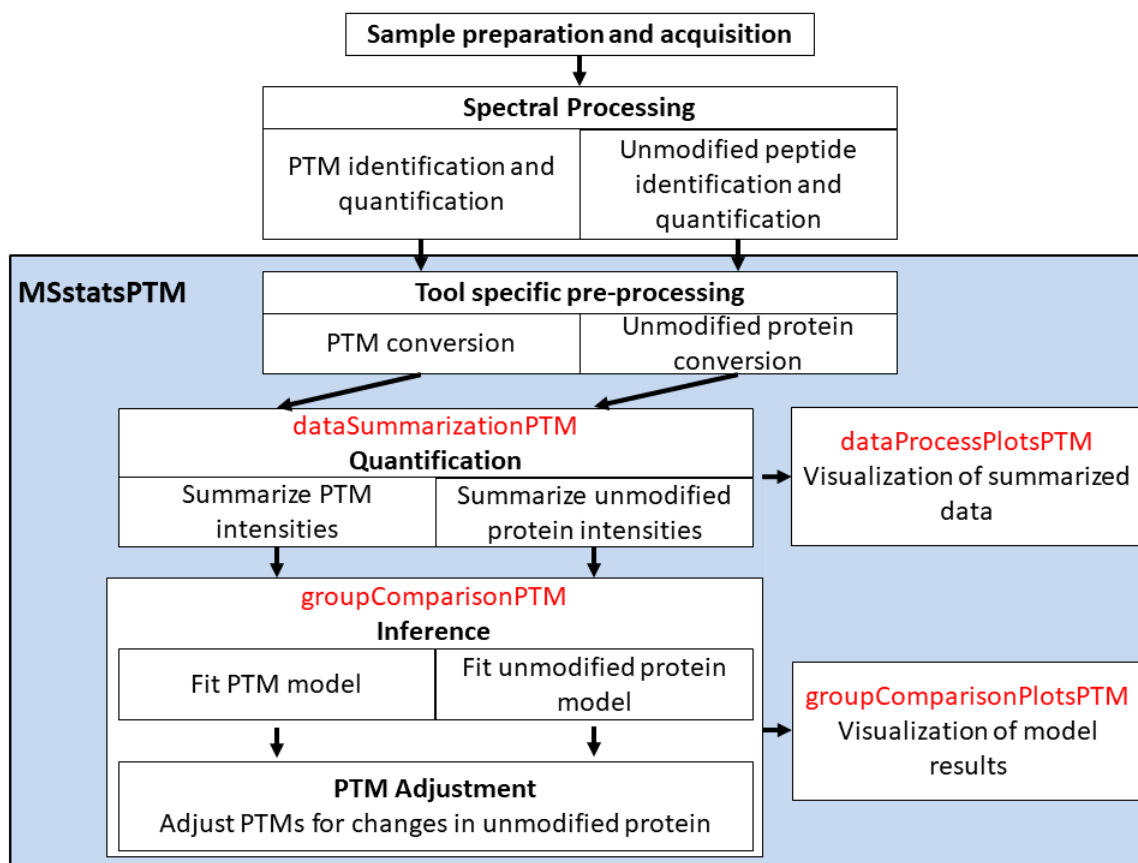 Sample preparation and acquisition
Spectral Processing
PTM identification and
quantification
Unmodified peptide
identification and
quantification
MSstatsPTM
Tool specific pre-processing
PTM conversion
Unmodified protein
conversion
dataSummarizationPTM
Quantification
Summarize PTM
intensities
Summarize unmodified
protein intensities
dataProcessPlotsPTM
Visualization of summarized
data
groupComparisonPTM
Inference
Fit PTM model
Fit unmodified protein
model
groupComparisonPlotsPTM
Visualization of model
results
PTM Adjustment
Adjust PTMs for changes in unmodified protein